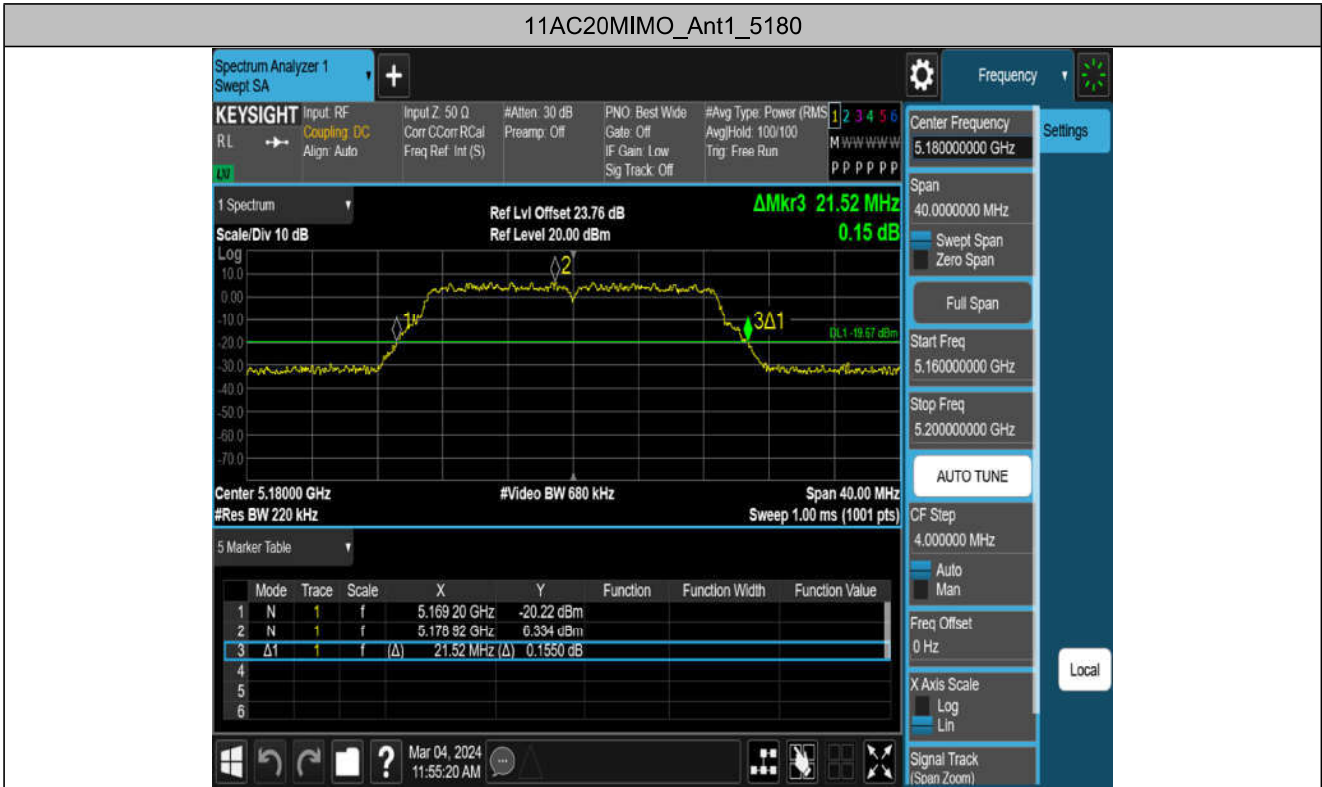 11AC20MIMO_Ant1_5180
Spectrum Analyzer 1
Swept SA
+
Frequency
KEYSIGHT
RL
LXI
Input: RF
Coupling: DC
Align: Auto
Input Z: 50 Ω
Corr CCorr RCal
Freq Ref: Int (S)
#Atten: 30 dB
Preamp: Off
PNO: Best Wide
Gate: Off
IF Gain: Low
Sig Track: Off
#Avg Type: Power (RMS
Avg|Hold: 100/100
Trig: Free Run
1 2 3 4 5 6
M W W W W W
P P P P P P
Center Frequency
5.180000000 GHz
Settings
Span
40.0000000 MHz
Swept Span
Zero Span
Full Span
Start Freq
5.160000000 GHz
Stop Freq
5.200000000 GHz
AUTO TUNE
CF Step
4.000000 MHz
Auto
Man
Freq Offset
0 Hz
X Axis Scale
Log
Lin
Signal Track
(Span Zoom)
Local
1 Spectrum
Scale/Div 10 dB
Ref Lvl Offset 23.76 dB
Ref Level 20.00 dBm
ΔMkr3 21.52 MHz
0.15 dB
Log
10.0
0.00
-10.0
-20.0
-30.0
-40.0
-50.0
-60.0
-70.0
1
2
3Δ1
DL1 -19.67 dBm
Center 5.18000 GHz
#Video BW 680 kHz
Span 40.00 MHz
#Res BW 220 kHz
Sweep 1.00 ms (1001 pts)
5 Marker Table
Mode Trace Scale X Y Function Function Width Function Value
1 N 1 f 5.169 20 GHz -20.22 dBm
2 N 1 f 5.178 92 GHz 6.334 dBm
3 Δ1 1 f (Δ) 21.52 MHz (Δ) 0.1550 dB
4
5
6
?
Mar 04, 2024
11:55:20 AM